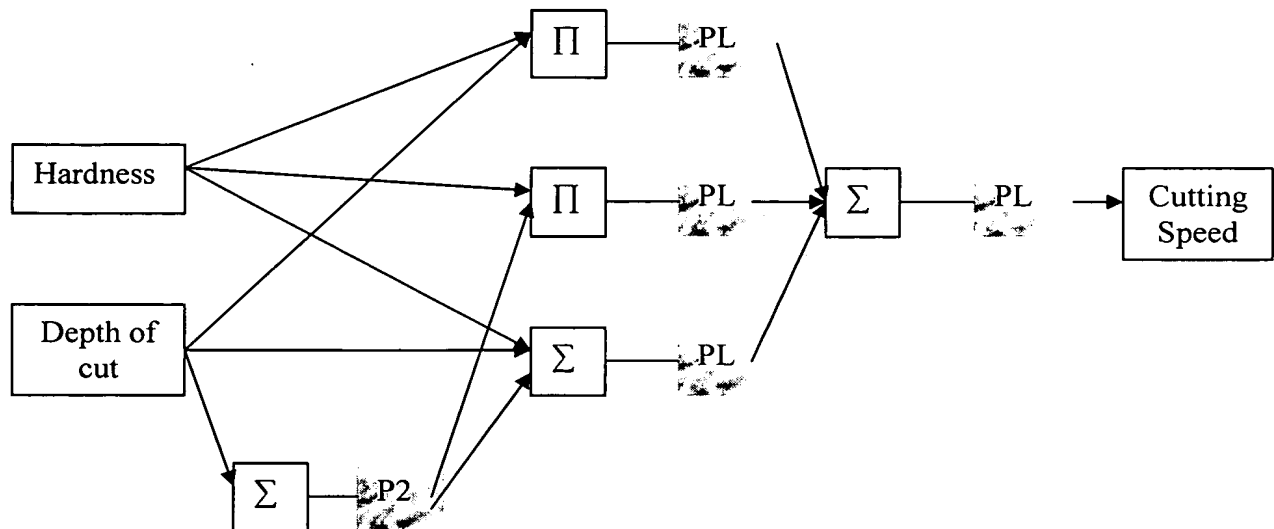 Π
PL
Hardness
Π
PL
Σ
PL
Cutting
Speed
Depth of
cut
Σ
PL
Σ
P2